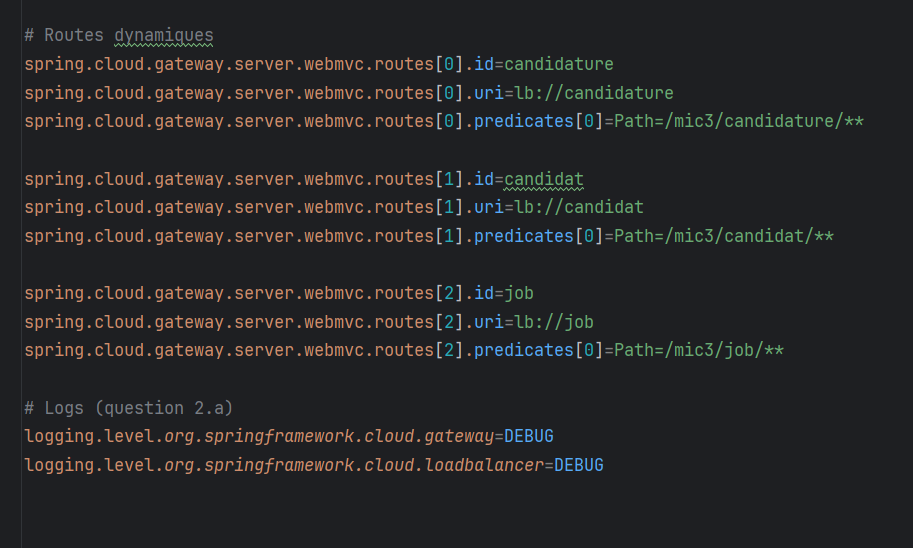 # Routes dynamiques
spring.cloud.gateway.server.webmvc.routes[0].id=candidature
spring.cloud.gateway.server.webmvc.routes[0].uri=lb://candidature
spring.cloud.gateway.server.webmvc.routes[0].predicates[0]=Path=/mic3/candidature/**
spring.cloud.gateway.server.webmvc.routes[1].id=candidat
spring.cloud.gateway.server.webmvc.routes[1].uri=lb://candidat
spring.cloud.gateway.server.webmvc.routes[1].predicates[0]=Path=/mic3/candidat/**
spring.cloud.gateway.server.webmvc.routes[2].id=job
spring.cloud.gateway.server.webmvc.routes[2].uri=lb://job
spring.cloud.gateway.server.webmvc.routes[2].predicates[0]=Path=/mic3/job/**
# Logs (question 2.a)
logging.level.org.springframework.cloud.gateway=DEBUG
logging.level.org.springframework.cloud.loadbalancer=DEBUG